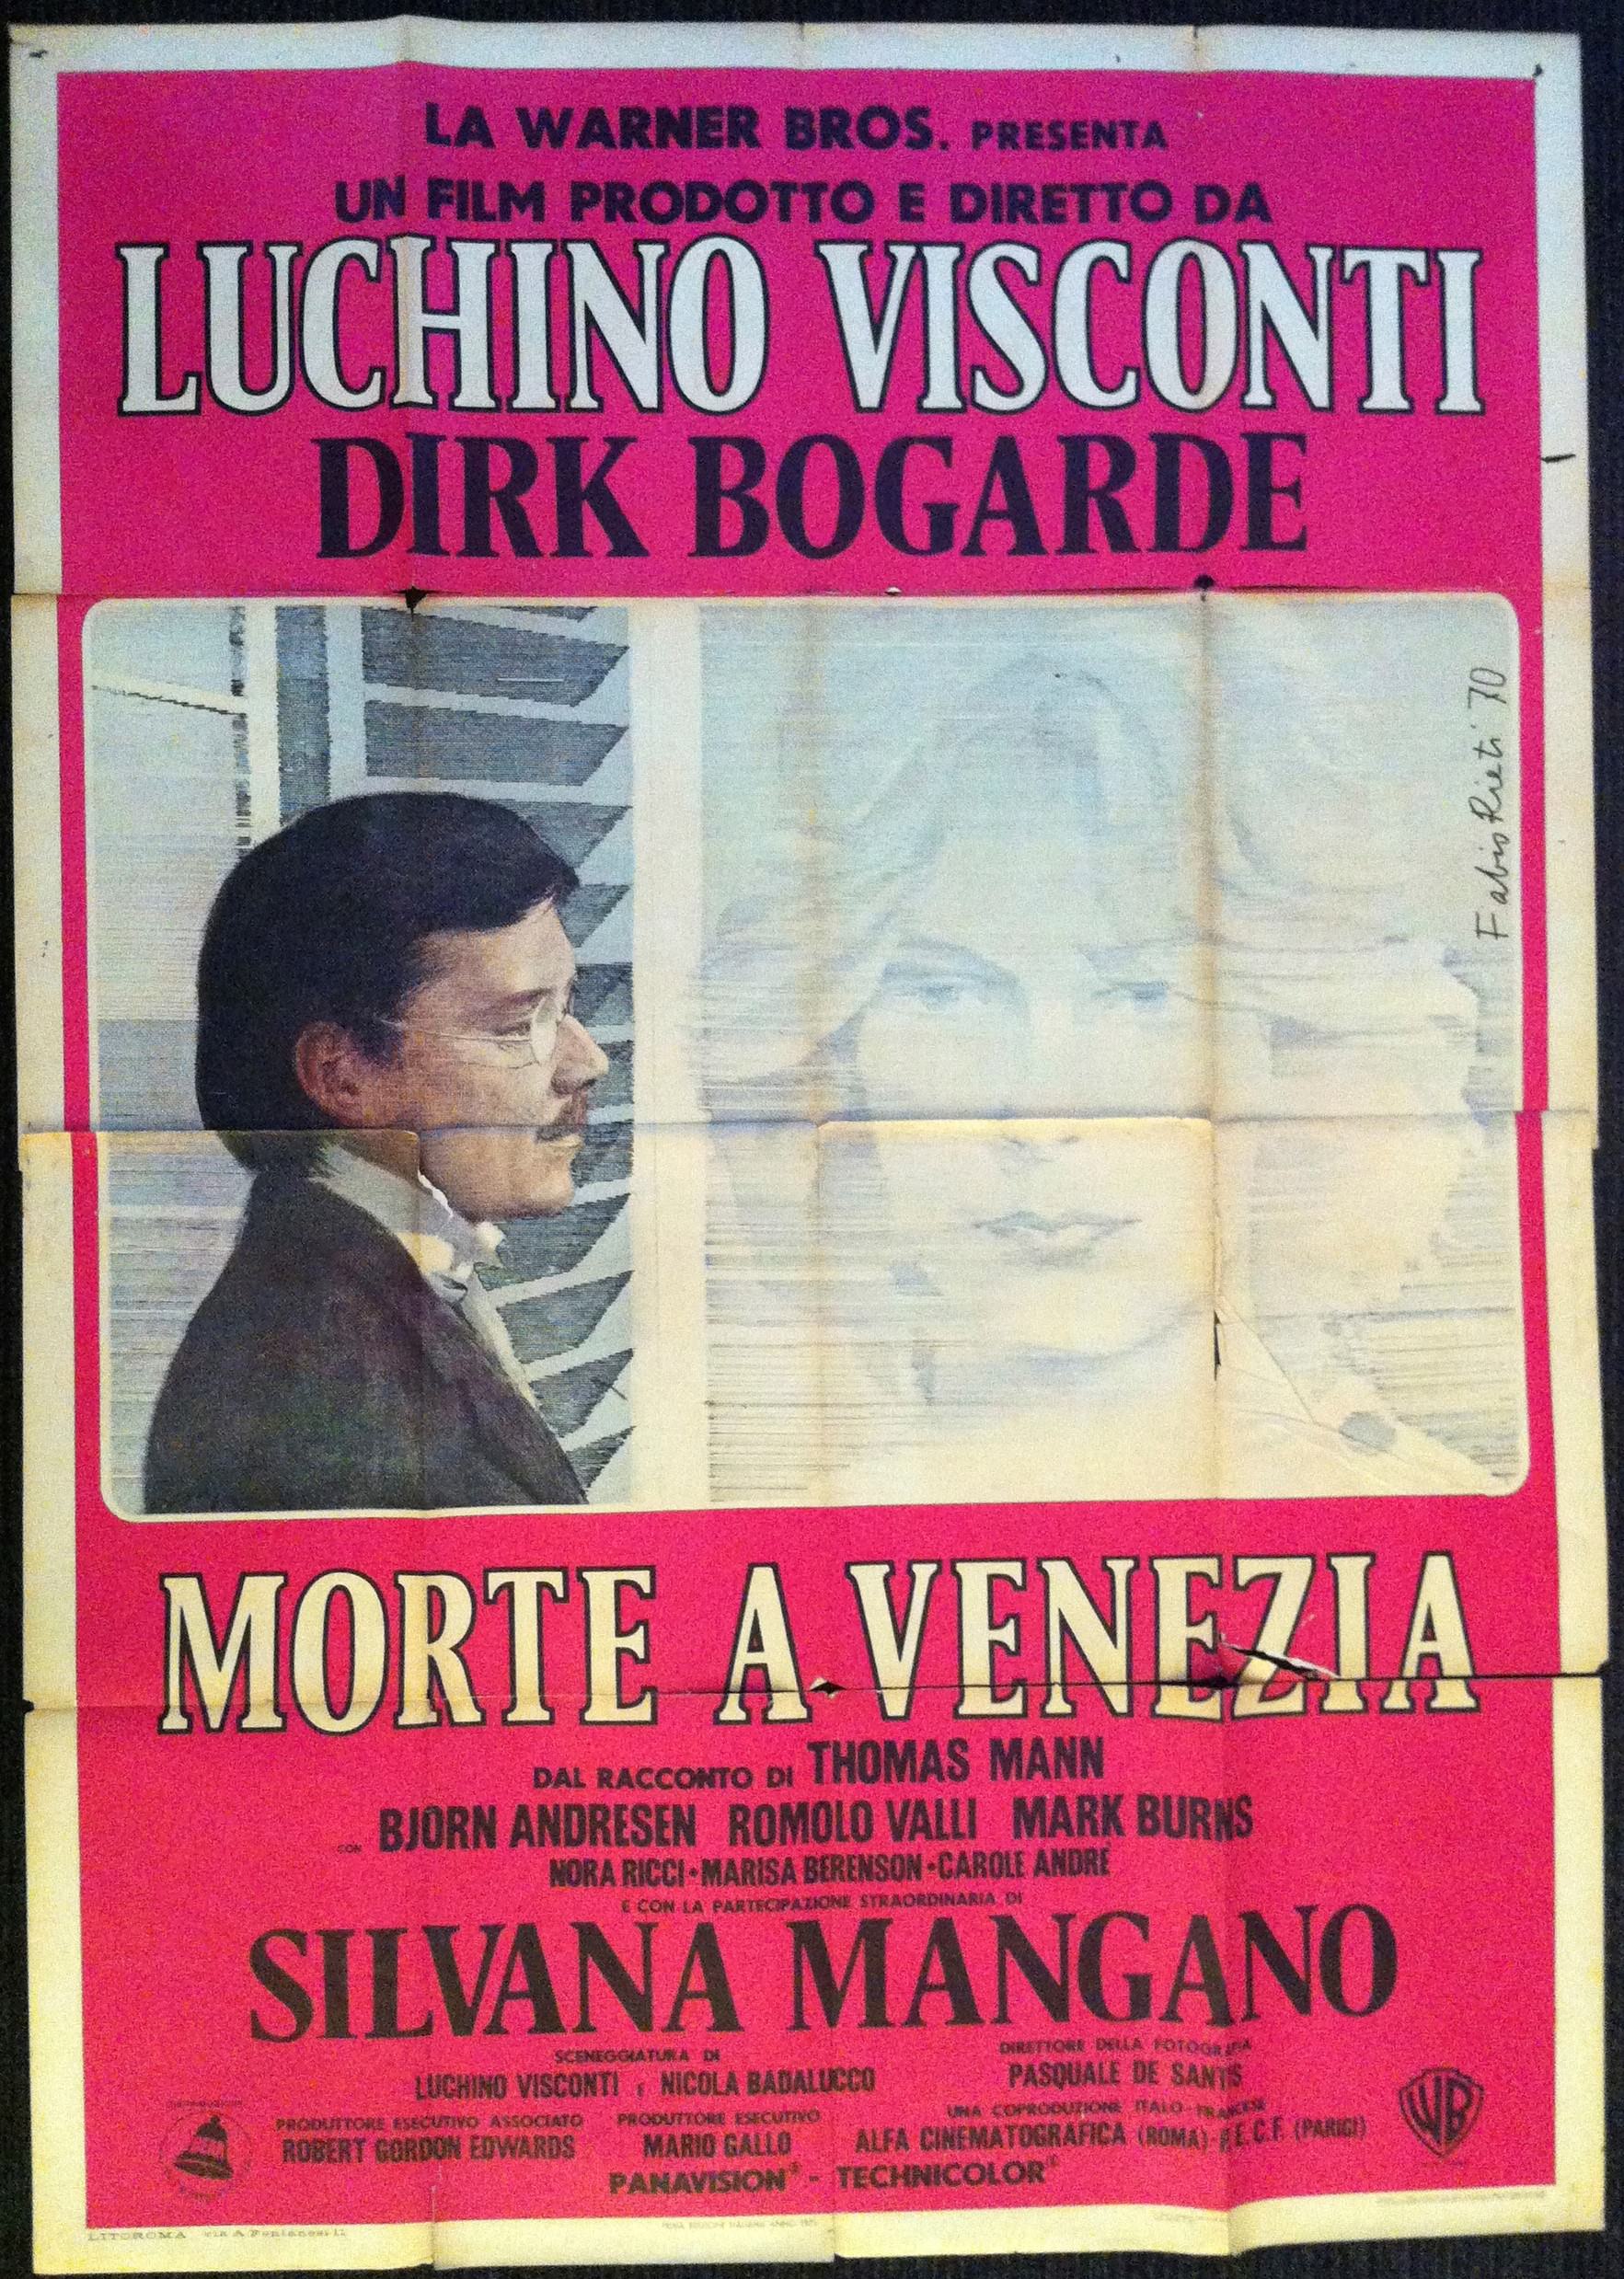 LA WARNER BROS. PRESENTA
UN FILM PRODOTTO E DIRETTO DA
LUCHINO VISCONTI
DIRK BOGARDE
Fabio Rieti '70
MORTE A VENEZIA
DAL RACCONTO DI THOMAS MANN
CON BJORN ANDRESEN ROMOLO VALLI MARK BURNS
NORA RICCI • MARISA BERENSON • CAROLE ANDRE
E CON LA PARTECIPAZIONE STRAORDINARIA DI
SILVANA MANGANO
SCENEGGIATURA DI
LUCHINO VISCONTI E NICOLA BADALUCCO
DIRETTORE DELLA FOTOGRAFIA
PASQUALE DE SANTIS
PRODUTTORE ESECUTIVO ASSOCIATO
ROBERT GORDON EDWARDS
PRODUTTORE ESECUTIVO
MARIO GALLO
UNA COPRODUZIONE ITALO-FRANCESE
ALFA CINEMATOGRAFICA (ROMA)-P.E.C.F. (PARIGI)
PANAVISION® - TECHNICOLOR®
WB
LITOROMA